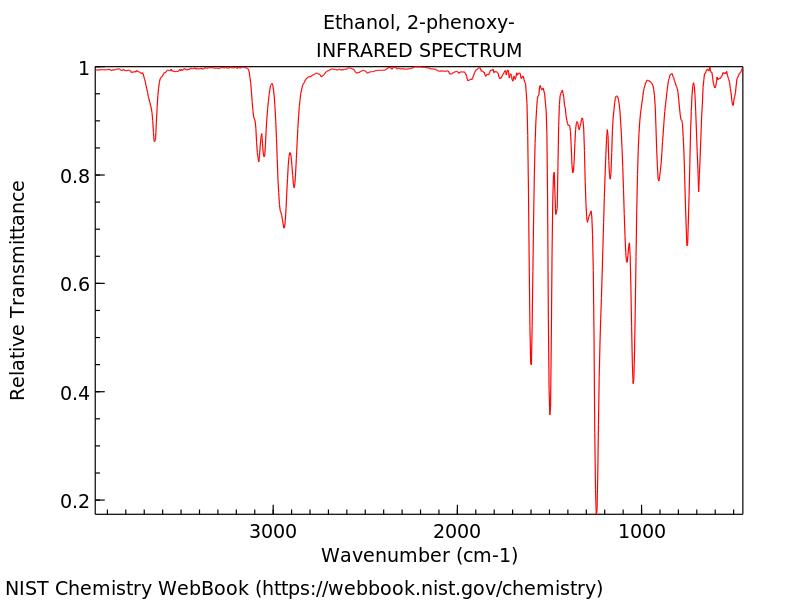 Ethanol, 2-phenoxy-
INFRARED SPECTRUM
1
0.8
0.6
0.4
0.2
Relative Transmittance
3000
2000
1000
Wavenumber (cm-1)
NIST Chemistry WebBook (https://webbook.nist.gov/chemistry)